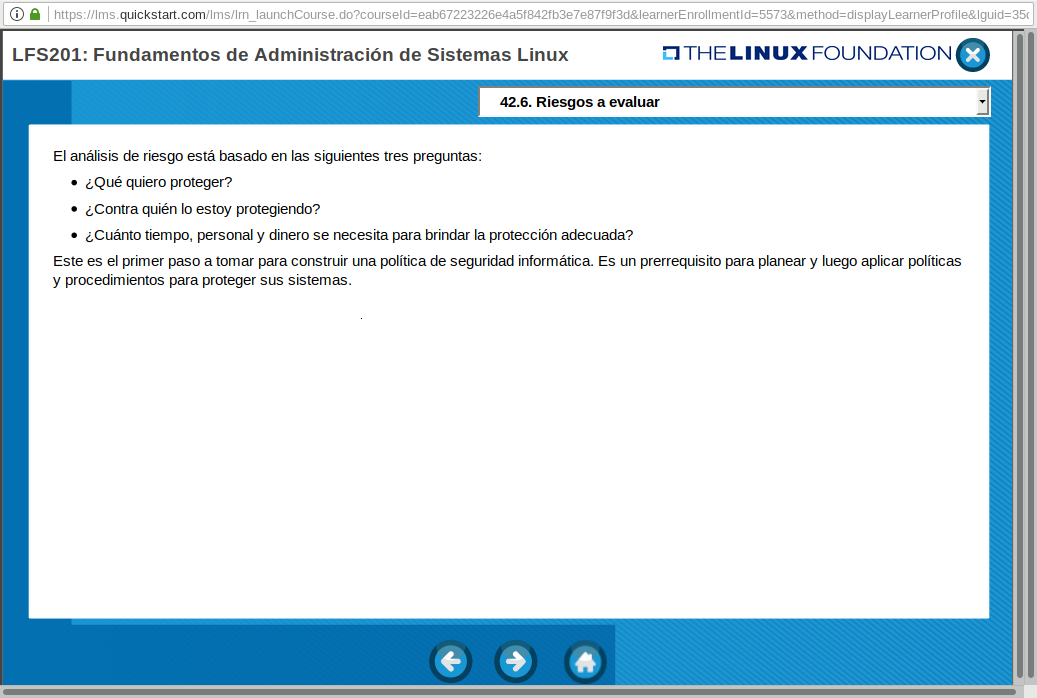 https://lms.quickstart.com/lms/lrn_launchCourse.do?courseId=eab67223226e4a5f842fb3e7e87f9f3d&learnerEnrollmentId=5573&method=displayLearnerProfile&lguid=35
LFS201: Fundamentos de Administración de Sistemas Linux
THE LINUX FOUNDATION
42.6. Riesgos a evaluar
El análisis de riesgo está basado en las siguientes tres preguntas:
• ¿Qué quiero proteger?
• ¿Contra quién lo estoy protegiendo?
• ¿Cuánto tiempo, personal y dinero se necesita para brindar la protección adecuada?
Este es el primer paso a tomar para construir una política de seguridad informática. Es un prerrequisito para planear y luego aplicar políticas
y procedimientos para proteger sus sistemas.